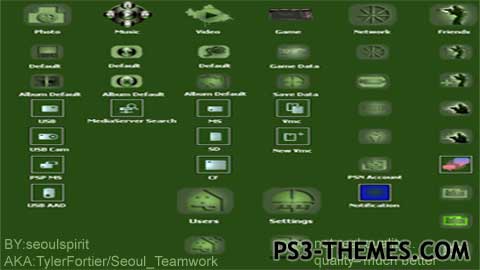 Photo Music Video Game Network Friends
Default Default Default Game Data
Album Default Album Default Album Default Save Data
USB MediaServer Search MS Vmc
USB Cam SD New Vmc
PSP MS CF PSN Account
USB AAD Notification
Users Settings
BY:seoulspirit
AKA:TylerFortier/Seoul_Teamwork
PS3-THEMES.COM
quality- much better